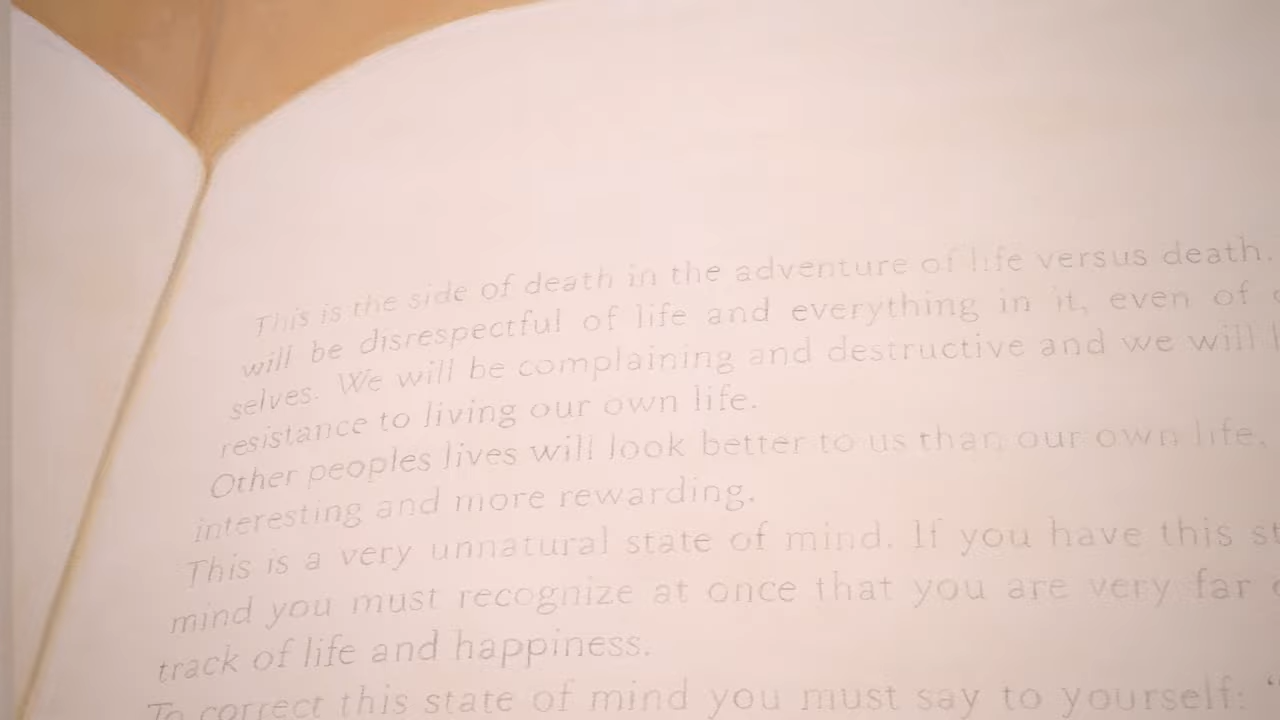 This is the side of death in the adventure of life versus death.
will be disrespectful of life and everything in it, even of
selves. We will be complaining and destructive and we will
resistance to living our own life.
Other peoples lives will look better to us than our own life,
interesting and more rewarding.
This is a very unnatural state of mind. If you have this st
mind you must recognize at once that you are very far
track of life and happiness.
To correct this state of mind you must say to yourself: "